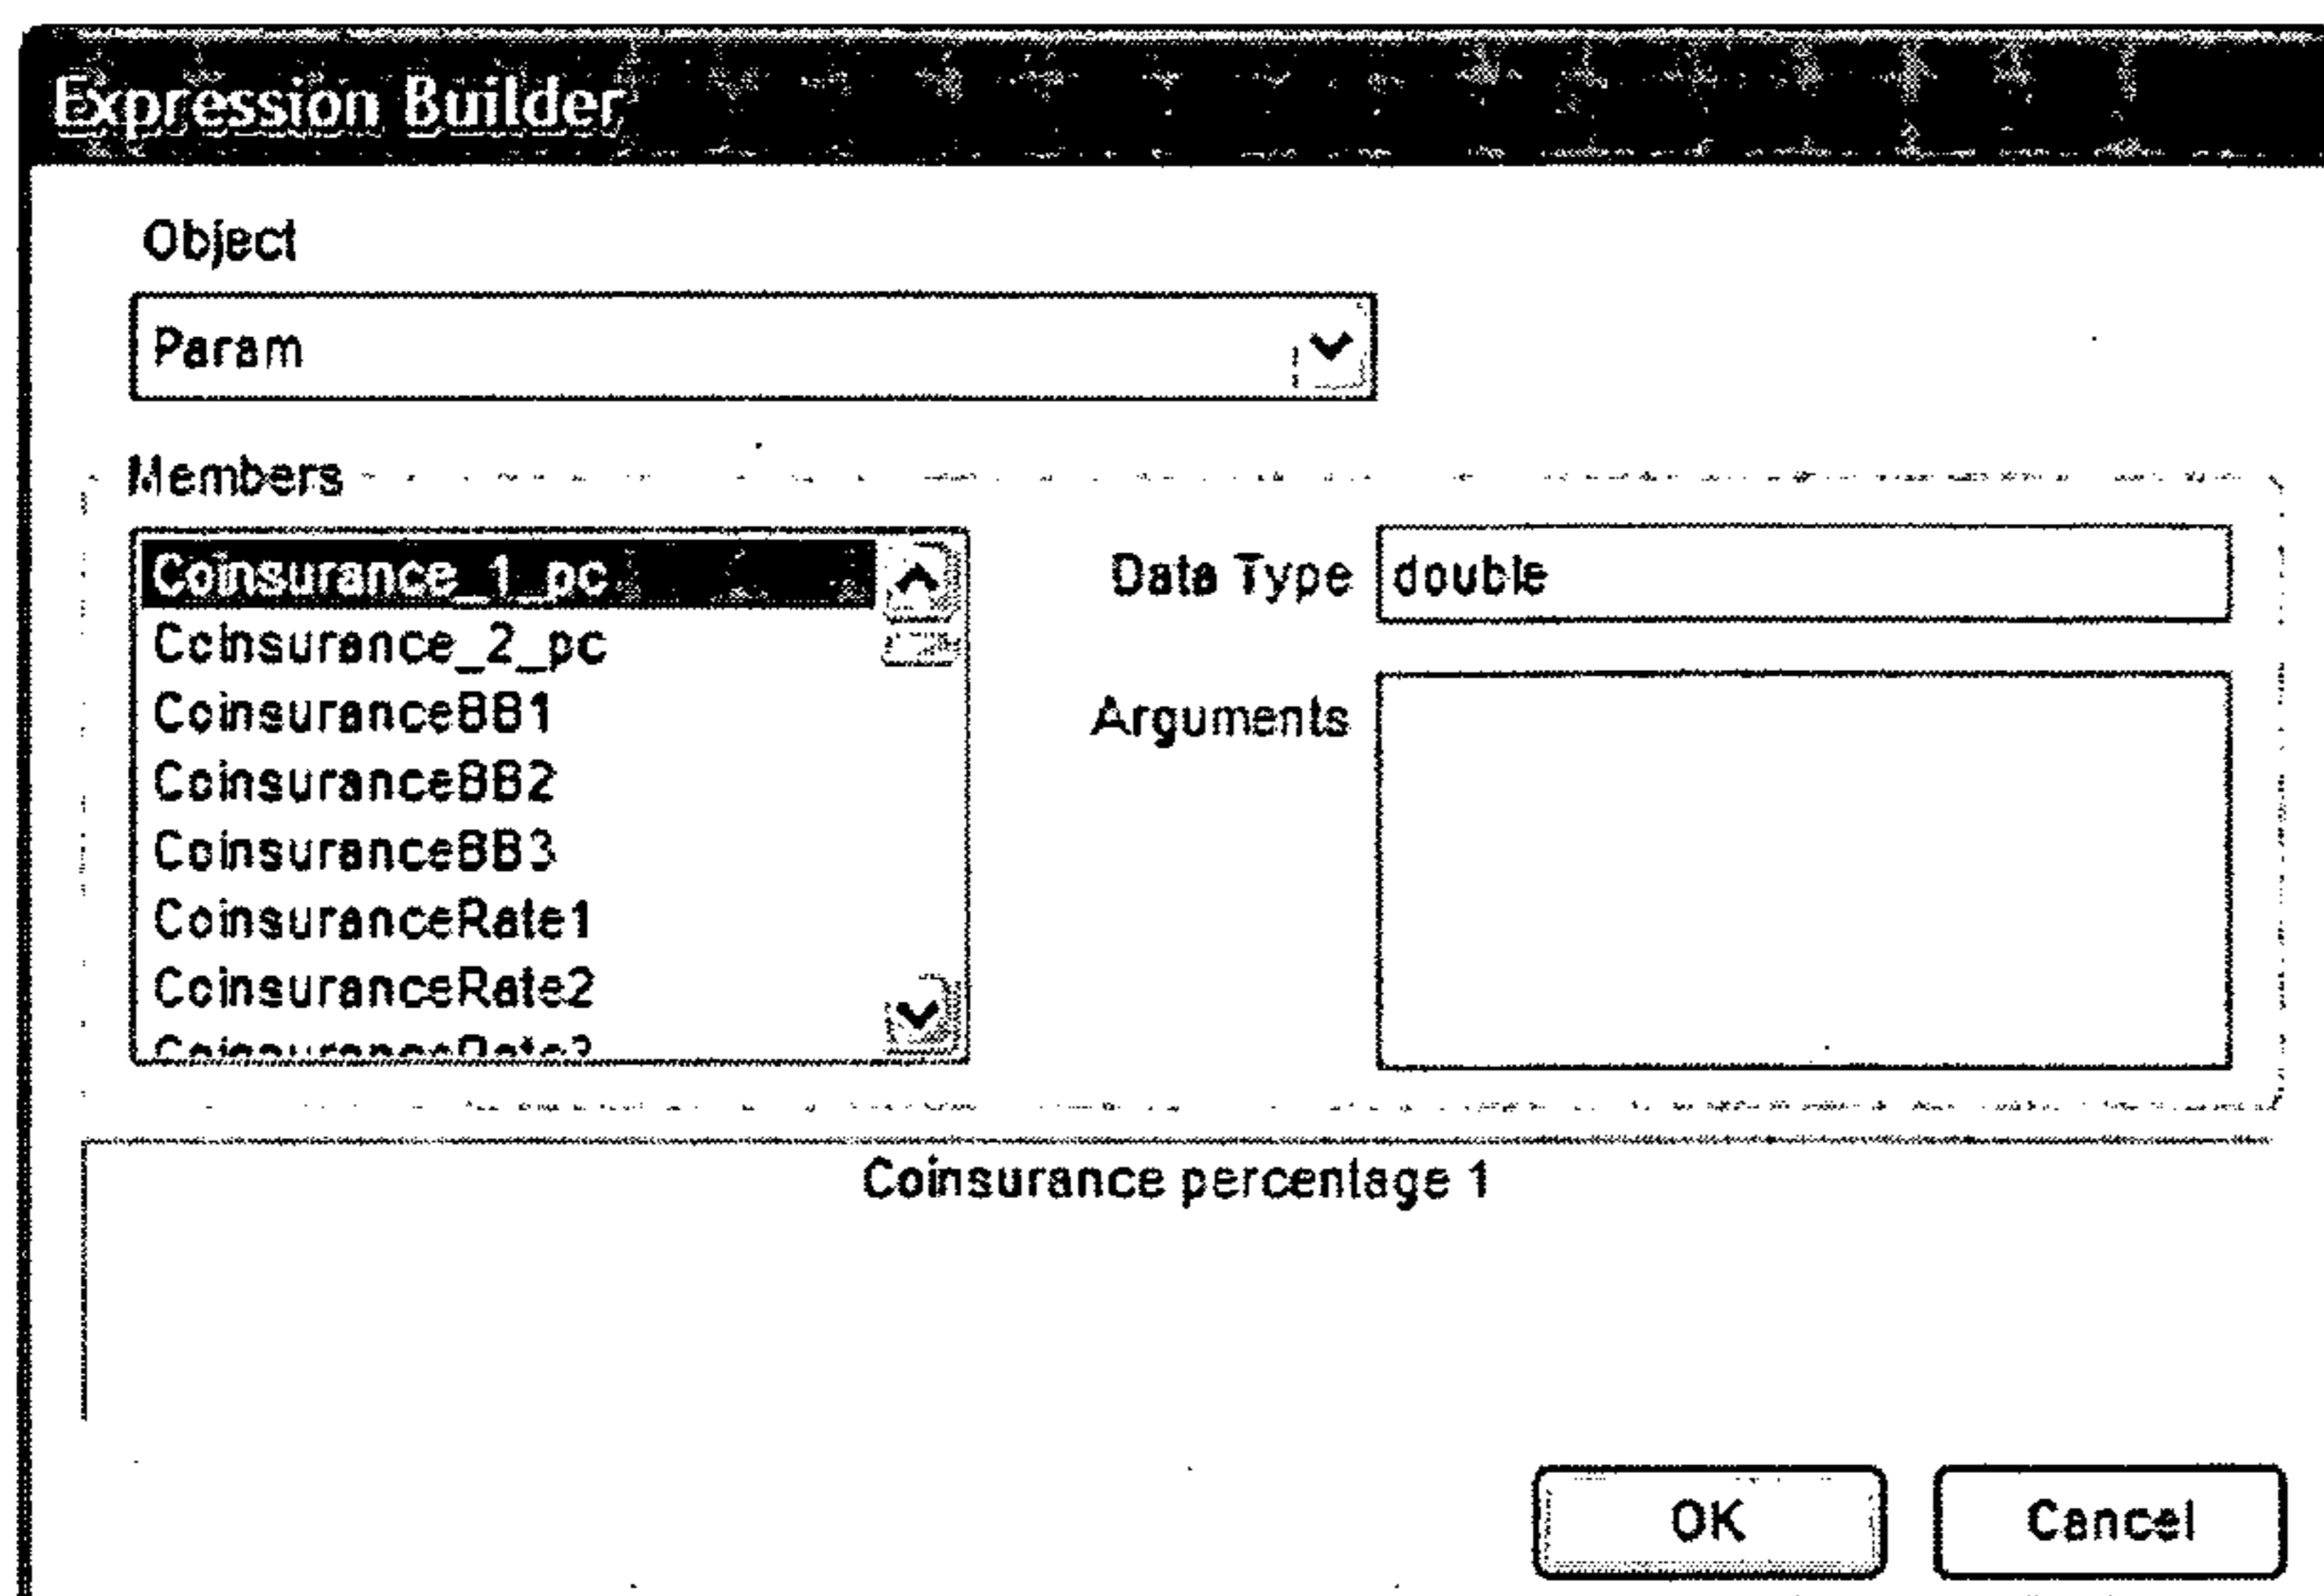 Expression Builder
Object
Param
Members
Coinsurance_1_pc
Coinsurance_2_pc
CoinsuranceBB1
CoinsuranceBB2
CoinsuranceBB3
CoinsuranceRate1
CoinsuranceRate2
CoinsuranceRate3
Data Type double
Arguments
Coinsurance percentage 1
OK Cancel